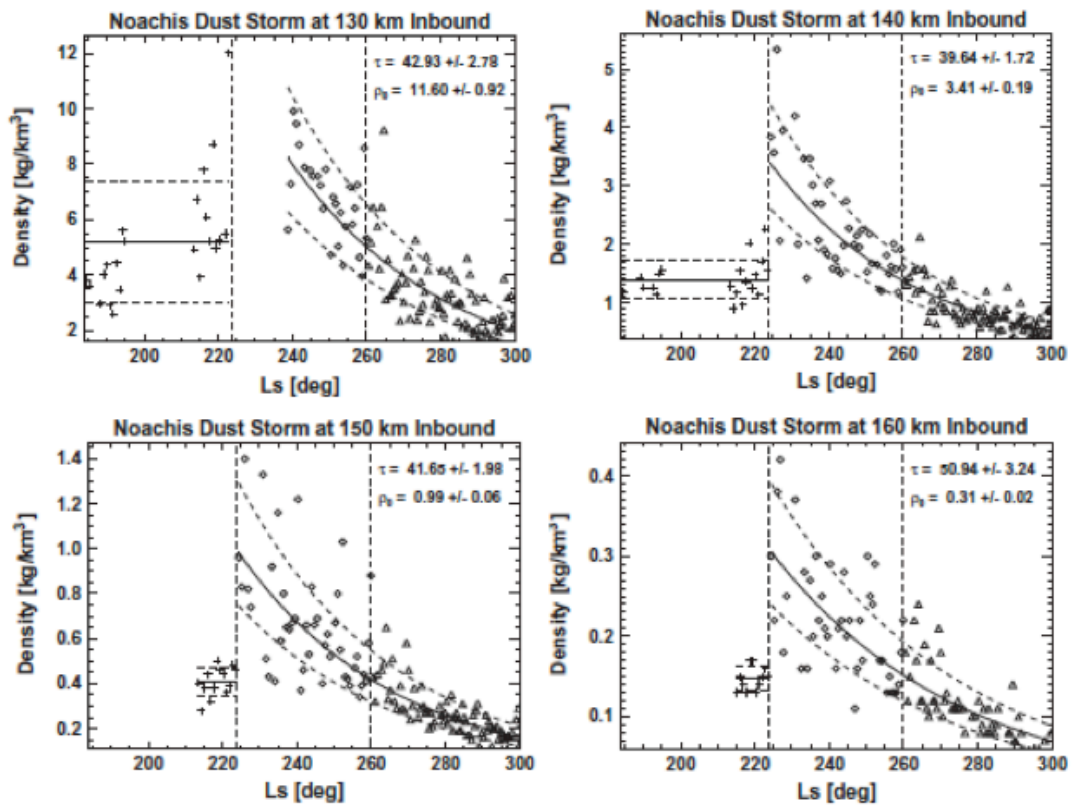 Noachis Dust Storm at 130 km Inbound
τ = 42.93 +/- 2.78
ρ₀ = 11.60 +/- 0.92
Density [kg/km³]
12
10
8
6
4
2
200 220 240 260 280 300
Ls [deg]
Noachis Dust Storm at 140 km Inbound
τ = 39.64 +/- 1.72
ρ₀ = 3.41 +/- 0.19
Density [kg/km³]
5
4
3
2
1
200 220 240 260 280 300
Ls [deg]
Noachis Dust Storm at 150 km Inbound
τ = 41.65 +/- 1.98
ρ₀ = 0.99 +/- 0.06
Density [kg/km³]
1.4
1.2
1.0
0.8
0.6
0.4
0.2
200 220 240 260 280 300
Ls [deg]
Noachis Dust Storm at 160 km Inbound
τ = 50.94 +/- 3.24
ρ₀ = 0.31 +/- 0.02
Density [kg/km³]
0.4
0.3
0.2
0.1
200 220 240 260 280 300
Ls [deg]